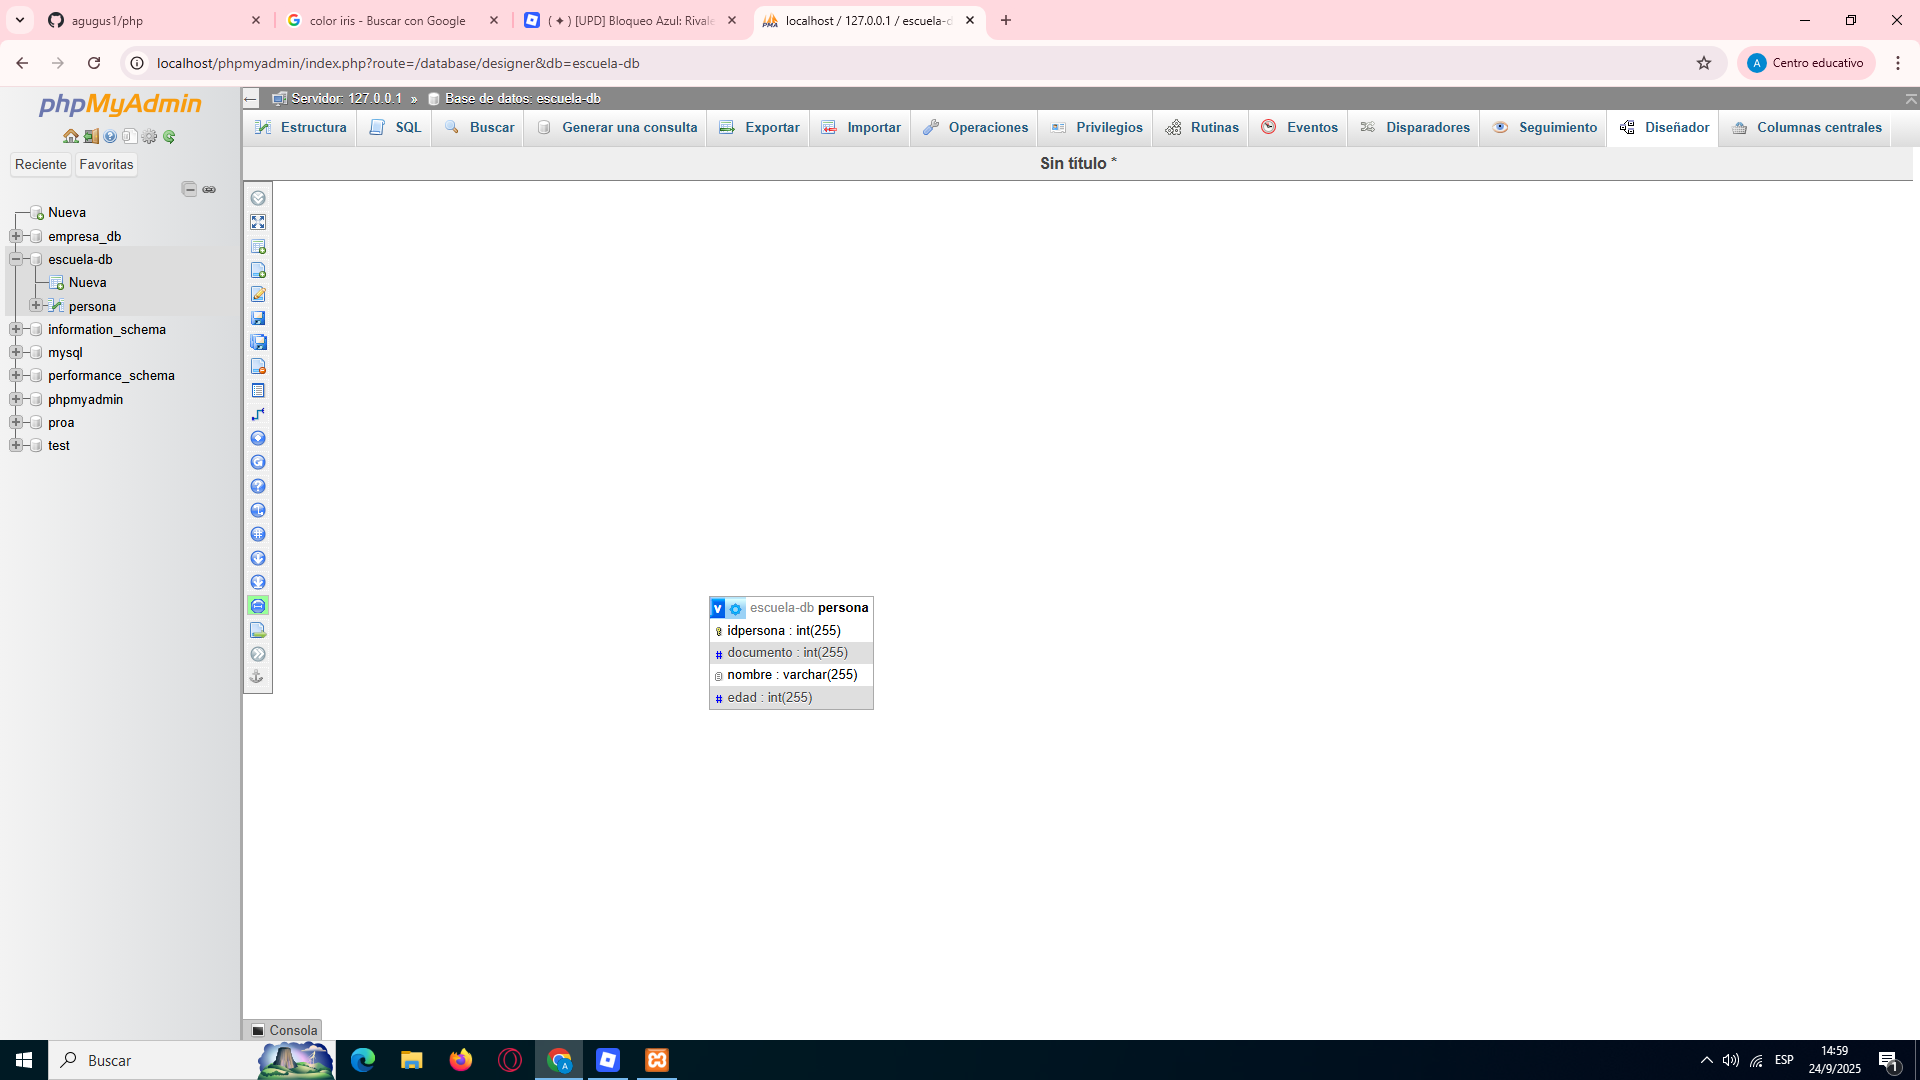 agugus1/php
color iris - Buscar con Google
( ✦ ) [UPD] Bloqueo Azul: Rivale
localhost / 127.0.0.1 / escuela-d
localhost/phpmyadmin/index.php?route=/database/designer&db=escuela-db
A Centro educativo
phpMyAdmin
Reciente Favoritas
Nueva
empresa_db
escuela-db
Nueva
persona
information_schema
mysql
performance_schema
phpmyadmin
proa
test
Servidor: 127.0.0.1 » Base de datos: escuela-db
Estructura SQL Buscar Generar una consulta Exportar Importar Operaciones Privilegios Rutinas Eventos Disparadores Seguimiento Diseñador Columnas centrales
Sin título *
v escuela-db persona
idpersona : int(255)
# documento : int(255)
nombre : varchar(255)
# edad : int(255)
Consola
Buscar
ESP
14:59
24/9/2025
1